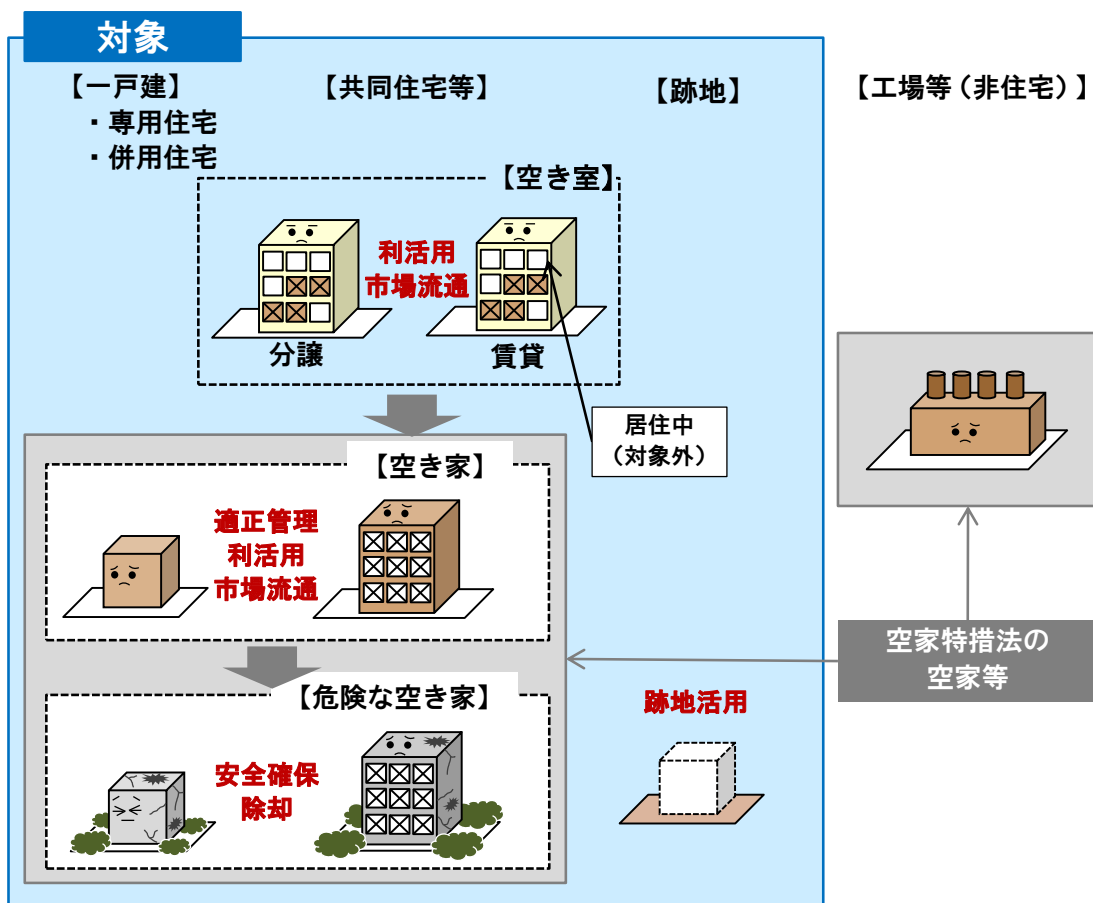 対象
【一戸建】
・専用住宅
・併用住宅
【共同住宅等】
【跡地】
【工場等（非住宅）】
【空き室】
利活用
市場流通
分譲
賃貸
居住中
（対象外）
【空き家】
適正管理
利活用
市場流通
空家特措法の
空家等
【危険な空き家】
安全確保
除却
跡地活用